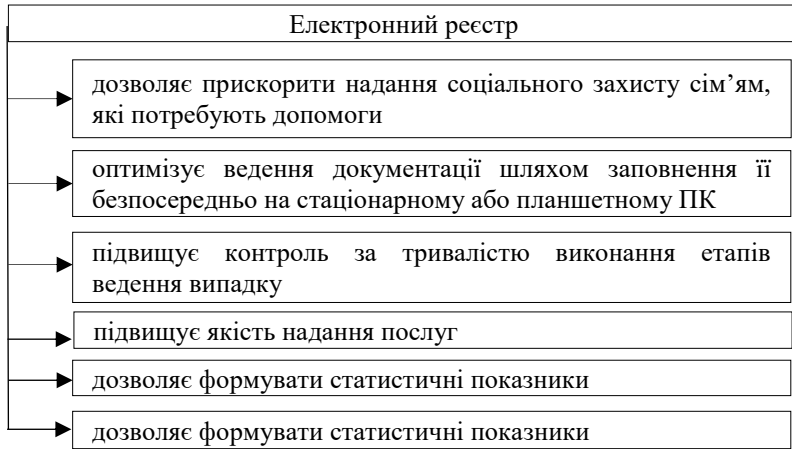 Електронний реєстр
дозволяє прискорити надання соціального захисту сім’ям,
які потребують допомоги
оптимізує ведення документації шляхом заповнення її
безпосередньо на стаціонарному або планшетному ПК
підвищує контроль за тривалістю виконання етапів
ведення випадку
підвищує якість надання послуг
дозволяє формувати статистичні показники
дозволяє формувати статистичні показники